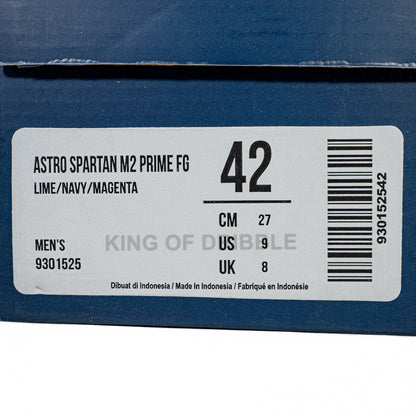 ASTRO SPARTAN M2 PRIME FG
LIME/NAVY/MAGENTA
42
CM 27
US 9
UK 8
MEN'S
9301525
KING OF DRIBBLE
Dibuat di Indonesia / Made in Indonesia / Fabriqué en Indonésie
930152542